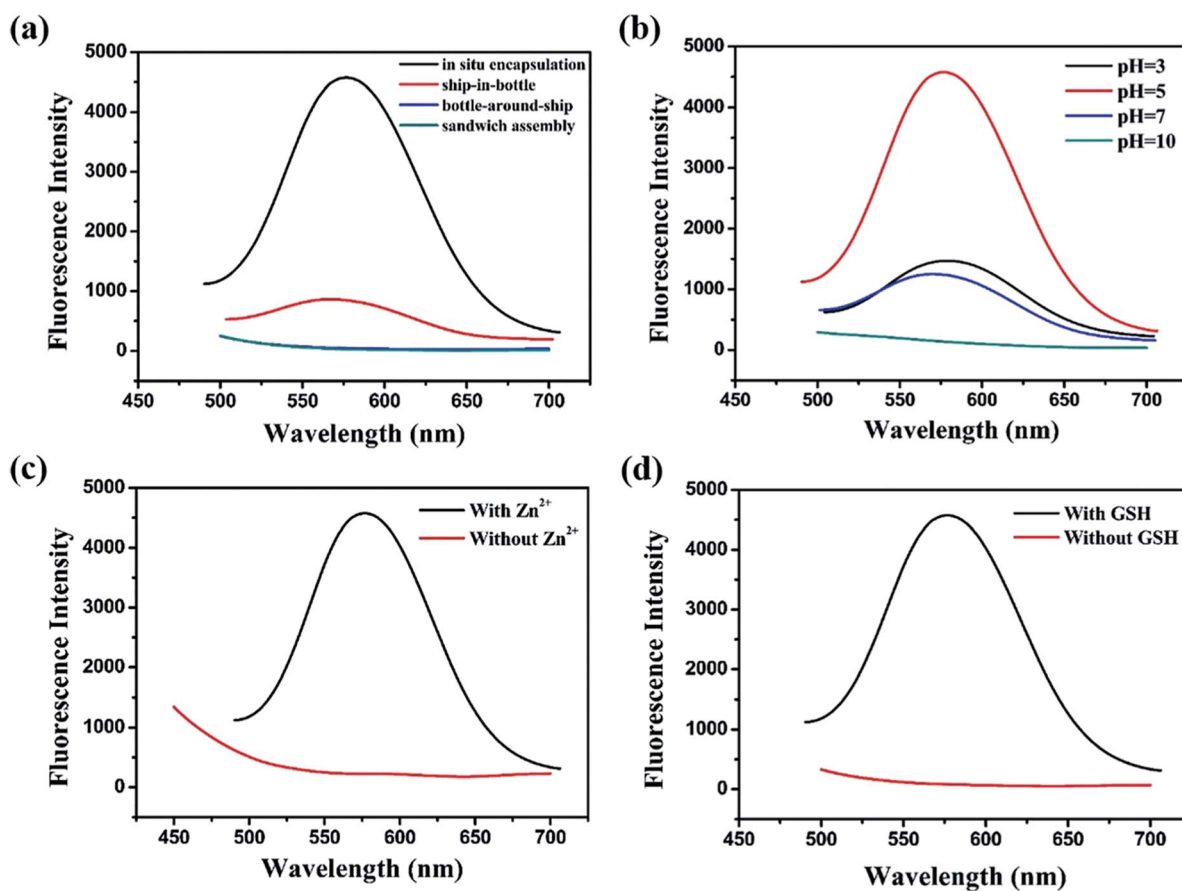 (a)
5000
4000
3000
2000
1000
0
Fluorescence Intensity
in situ encapsulation
ship-in-bottle
bottle-around-ship
sandwich assembly
450 500 550 600 650 700
Wavelength (nm)
(b)
5000
4000
3000
2000
1000
0
Fluorescence Intensity
pH=3
pH=5
pH=7
pH=10
450 500 550 600 650 700
Wavelength (nm)
(c)
5000
4000
3000
2000
1000
0
Fluorescence Intensity
With Zn²⁺
Without Zn²⁺
450 500 550 600 650 700
Wavelength (nm)
(d)
5000
4000
3000
2000
1000
0
Fluorescence Intensity
With GSH
Without GSH
450 500 550 600 650 700
Wavelength (nm)